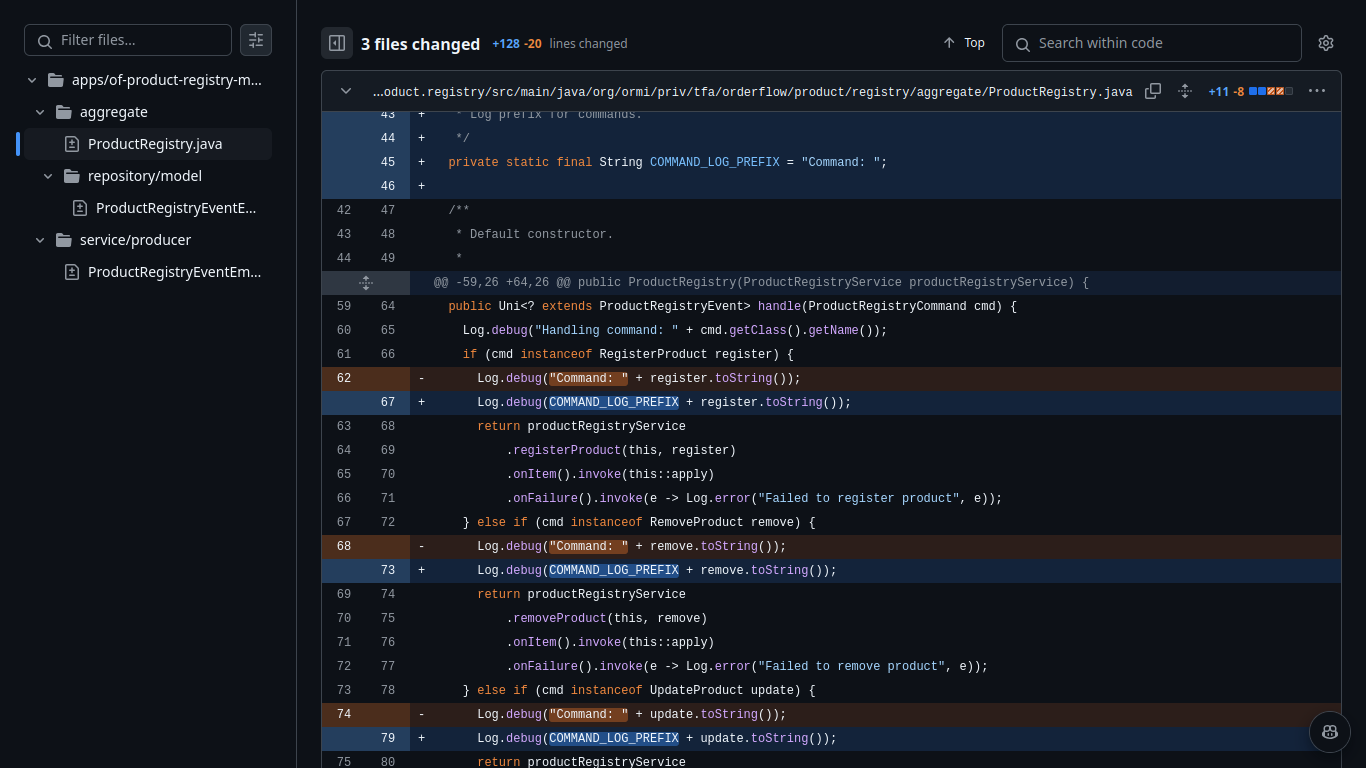 Filter files...
apps/of-product-registry-m...
aggregate
ProductRegistry.java
repository/model
ProductRegistryEventE...
service/producer
ProductRegistryEventEm...
3 files changed +128 -20 lines changed
Top
Search within code
...oduct.registry/src/main/java/org/ormi/priv/tfa/orderflow/product/registry/aggregate/ProductRegistry.java +11 -8
43 + * Log prefix for commands.
44 + */
45 + private static final String COMMAND_LOG_PREFIX = "Command: ";
46 +
42 47 /**
43 48 * Default constructor.
44 49 *
@@ -59,26 +64,26 @@ public ProductRegistry(ProductRegistryService productRegistryService) {
59 64 public Uni<? extends ProductRegistryEvent> handle(ProductRegistryCommand cmd) {
60 65 Log.debug("Handling command: " + cmd.getClass().getName());
61 66 if (cmd instanceof RegisterProduct register) {
62 - Log.debug("Command: " + register.toString());
67 + Log.debug(COMMAND_LOG_PREFIX + register.toString());
63 68 return productRegistryService
64 69 .registerProduct(this, register)
65 70 .onItem().invoke(this::apply)
66 71 .onFailure().invoke(e -> Log.error("Failed to register product", e));
67 72 } else if (cmd instanceof RemoveProduct remove) {
68 - Log.debug("Command: " + remove.toString());
73 + Log.debug(COMMAND_LOG_PREFIX + remove.toString());
69 74 return productRegistryService
70 75 .removeProduct(this, remove)
71 76 .onItem().invoke(this::apply)
72 77 .onFailure().invoke(e -> Log.error("Failed to remove product", e));
73 78 } else if (cmd instanceof UpdateProduct update) {
74 - Log.debug("Command: " + update.toString());
79 + Log.debug(COMMAND_LOG_PREFIX + update.toString());
75 80 return productRegistryService